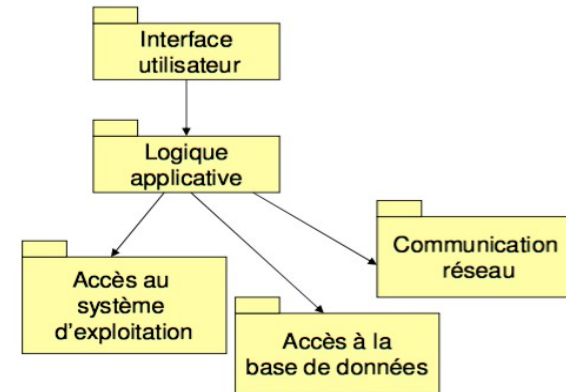 Interface
utilisateur
Logique
applicative
Communication
réseau
Accès au
système
d'exploitation
Accès à la
base de données